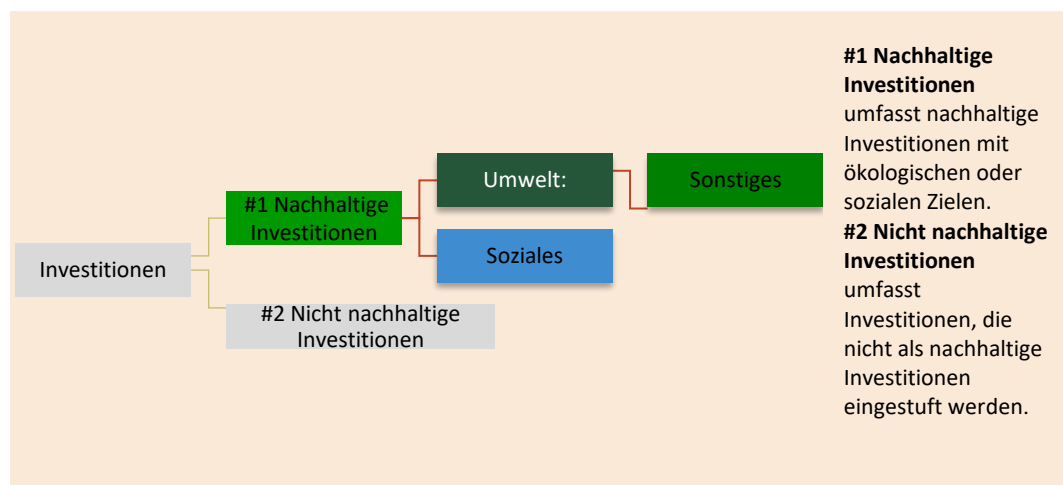 Investitionen
#1 Nachhaltige
Investitionen
#2 Nicht nachhaltige
Investitionen
Umwelt:
Soziales
Sonstiges
#1 Nachhaltige
Investitionen
umfasst nachhaltige
Investitionen mit
ökologischen oder
sozialen Zielen.
#2 Nicht nachhaltige
Investitionen
umfasst
Investitionen, die
nicht als nachhaltige
Investitionen
eingestuft werden.